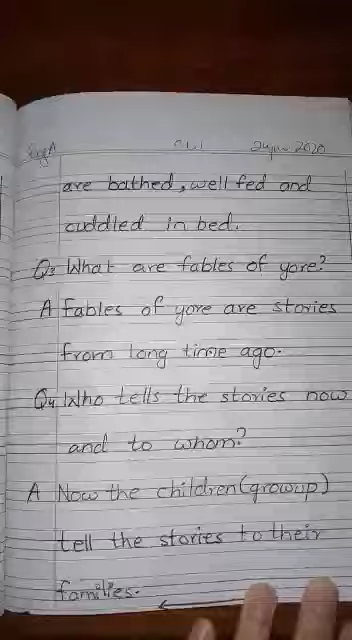 C.W
are bathed, well fed and
cuddled in bed.
Q3 What are fables of yore?
A fables of yore are stories
from long time ago.
Q4 Who tells the stories now
and to whom?
A Now the children(growup)
tell the stories to their
families.